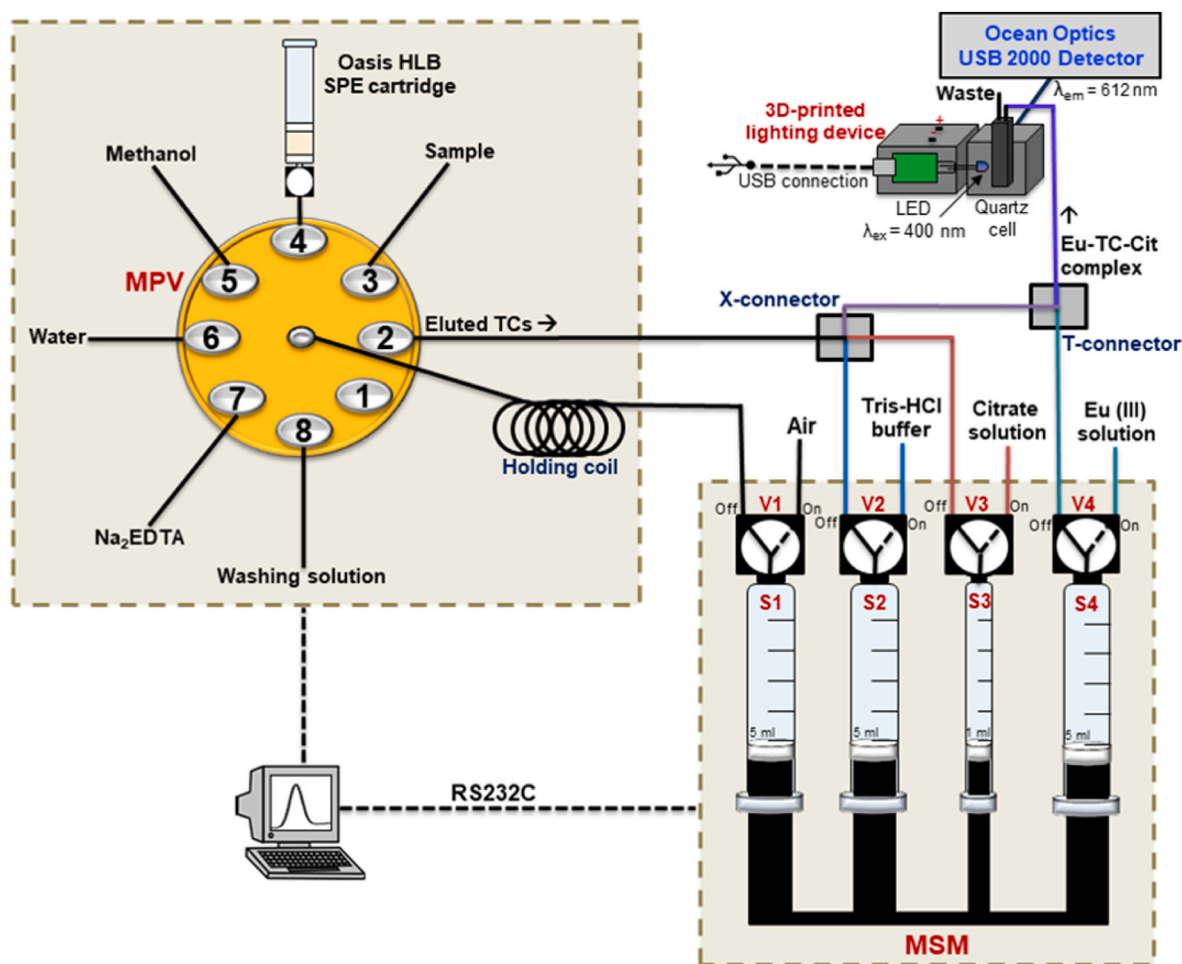 Oasis HLB
SPE cartridge
Methanol
Sample
4
5
3
MPV
Water
6
2
Eluted TCs →
7
1
8
Holding coil
Na₂EDTA
Washing solution
RS232C
Ocean Optics
USB 2000 Detector
λem = 612 nm
Waste
3D-printed
lighting device
+
-
USB connection
LED
λex = 400 nm
Quartz
cell
↑
Eu-TC-Cit
complex
X-connector
T-connector
Air
Tris-HCl
buffer
Citrate
solution
Eu (III)
solution
Off V1 On
Off V2 On
Off V3 On
Off V4 On
S1
S2
S3
S4
5 ml
5 ml
1 ml
5 ml
MSM